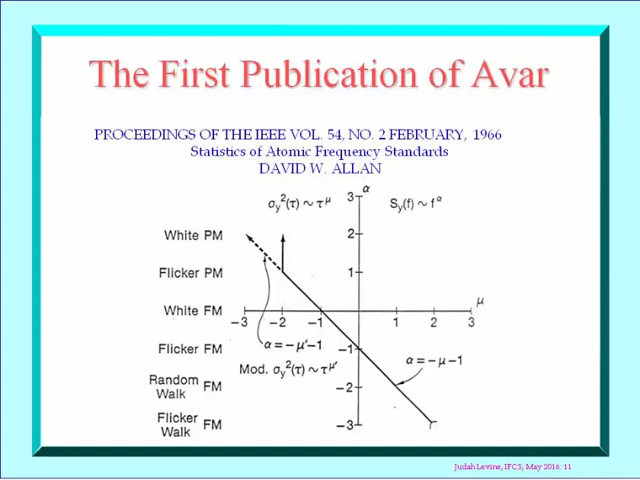 The First Publication of Avar
PROCEEDINGS OF THE IEEE VOL. 54, NO. 2 FEBRUARY, 1966
Statistics of Atomic Frequency Standards
DAVID W. ALLAN
σy²(τ) ~ τ^μ
3 α
Sy(f) ~ f^α
White PM
2
Flicker PM
1
μ
White FM
-3 -2 -1 1 2 3
Flicker FM
α = -μ' -1
-1
α = -μ -1
Mod. σy²(τ) ~ τ^μ'
Random
Walk FM
-2
Flicker
Walk FM
-3
Judah Levine, IFCS, May 2016: 11